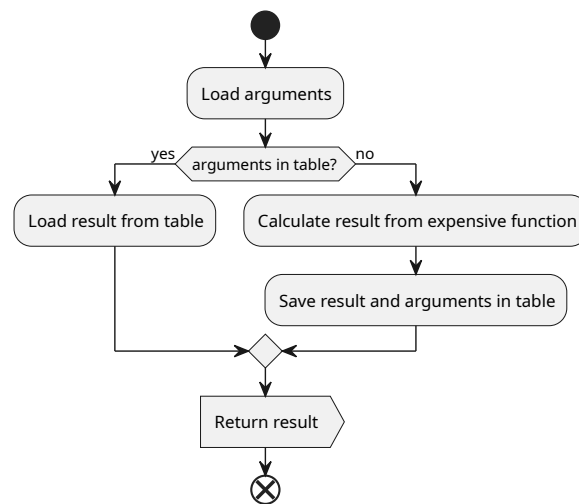 Load arguments
yes
arguments in table?
no
Load result from table
Calculate result from expensive function
Save result and arguments in table
Return result